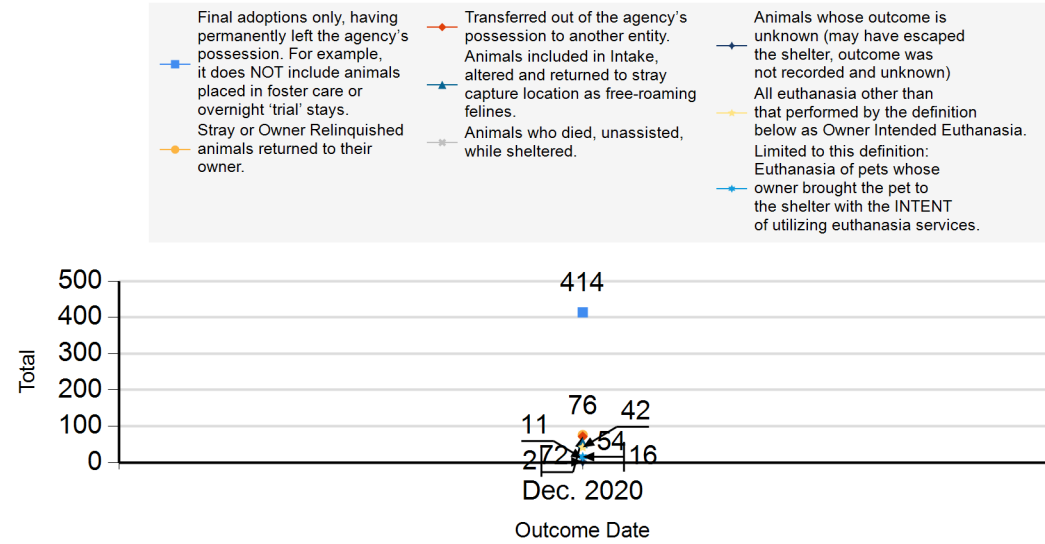 Final adoptions only, having
permanently left the agency's
possession. For example,
it does NOT include animals
placed in foster care or
overnight ‘trial’ stays.
Stray or Owner Relinquished
animals returned to their
owner.
Transferred out of the agency’s
possession to another entity.
Animals included in Intake,
altered and returned to stray
capture location as free-roaming
felines.
Animals who died, unassisted,
while sheltered.
Animals whose outcome is
unknown (may have escaped
the shelter, outcome was
not recorded and unknown)
All euthanasia other than
that performed by the definition
below as Owner Intended Euthanasia.
Limited to this definition:
Euthanasia of pets whose
owner brought the pet to
the shelter with the INTENT
of utilizing euthanasia services.
500
400
300
200
100
0
Total
414
76
42
11
54
2
72
16
Dec. 2020
Outcome Date